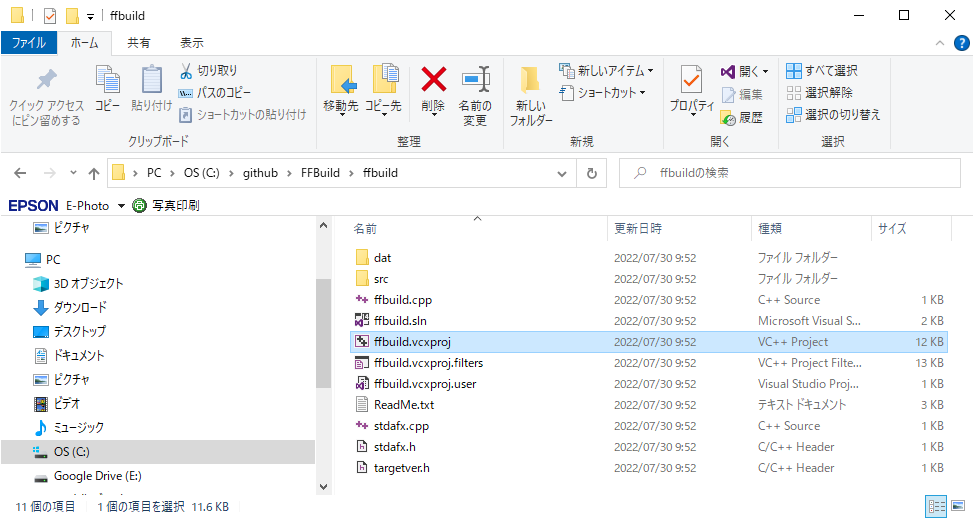 ffbuild
ファイル ホーム 共有 表示
クイック アクセス
にピン留めする
コピー
貼り付け
切り取り
パスのコピー
ショートカットの貼り付け
クリップボード
移動先
コピー先
削除
名前の
変更
整理
新しい
フォルダー
新しいアイテム
ショートカット
新規
プロパティ
開く
編集
履歴
開く
すべて選択
選択解除
選択の切り替え
選択
PC OS (C:) github FFBuild ffbuild
ffbuildの検索
EPSON E-Photo 写真印刷
ピクチャ
PC
3D オブジェクト
ダウンロード
デスクトップ
ドキュメント
ピクチャ
ビデオ
ミュージック
OS (C:)
Google Drive (E:)
名前 更新日時 種類 サイズ
dat 2022/07/30 9:52 ファイル フォルダー
src 2022/07/30 9:52 ファイル フォルダー
ffbuild.cpp 2022/07/30 9:52 C++ Source 1 KB
ffbuild.sln 2022/07/30 9:52 Microsoft Visual S... 2 KB
ffbuild.vcxproj 2022/07/30 9:52 VC++ Project 12 KB
ffbuild.vcxproj.filters 2022/07/30 9:52 VC++ Project Filte... 13 KB
ffbuild.vcxproj.user 2022/07/30 9:52 Visual Studio Proj... 1 KB
ReadMe.txt 2022/07/30 9:52 テキスト ドキュメント 3 KB
stdafx.cpp 2022/07/30 9:52 C++ Source 1 KB
stdafx.h 2022/07/30 9:52 C/C++ Header 1 KB
targetver.h 2022/07/30 9:52 C/C++ Header 1 KB
11 個の項目 1 個の項目を選択 11.6 KB